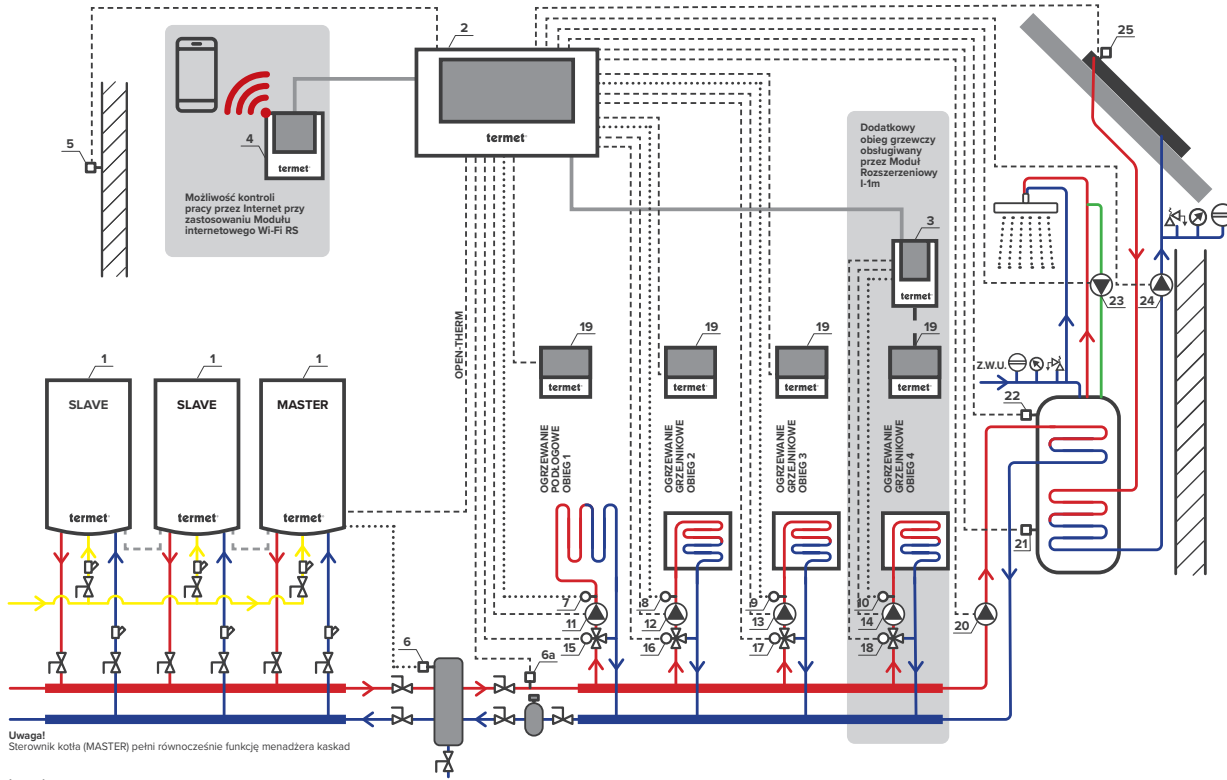 2
25
5
4
termet
termet
Możliwość kontroli
pracy przez Internet przy
zastosowaniu Modułu
internetowego Wi-Fi RS
Dodatkowy
obieg grzewczy
obsługiwany
przez Moduł
Rozszerzeniowy
I-1m
3
termet
23
24
OPEN-THERM
19
termet
19
termet
19
termet
19
termet
Z.W.U.
22
21
1
SLAVE
termet
1
SLAVE
termet
1
MASTER
termet
OGRZEWANIE
PODŁOGOWE
OBIEG 1
OGRZEWANIE
GRZEJNIKOWE
OBIEG 2
OGRZEWANIE
GRZEJNIKOWE
OBIEG 3
OGRZEWANIE
GRZEJNIKOWE
OBIEG 4
7
8
9
10
11
12
13
14
20
15
16
17
18
6
6a
Uwaga!
Sterownik kotła (MASTER) pełni równocześnie funkcję menadżera kaskad